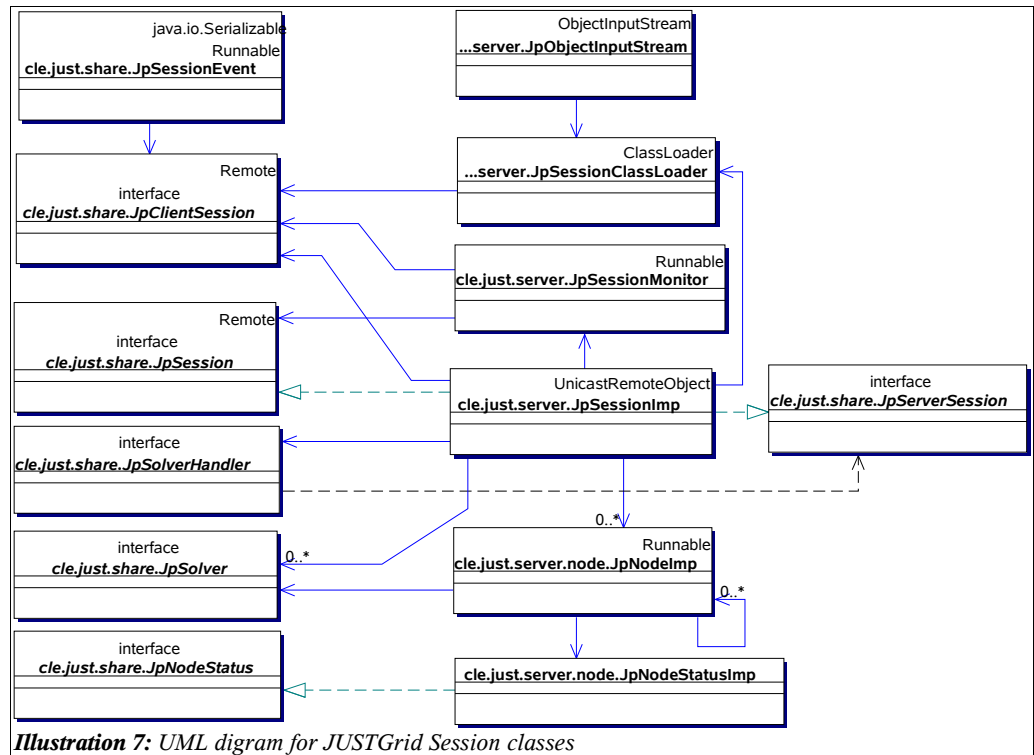 java.io.Serializable
Runnable
cle.just.share.JpSessionEvent
ObjectInputStream
...server.JpObjectInputStream
Remote
interface
cle.just.share.JpClientSession
ClassLoader
...server.JpSessionClassLoader
Runnable
cle.just.server.JpSessionMonitor
Remote
interface
cle.just.share.JpSession
UnicastRemoteObject
cle.just.server.JpSessionImp
interface
cle.just.share.JpServerSession
interface
cle.just.share.JpSolverHandler
0..*
interface
cle.just.share.JpSolver
0..*
Runnable
cle.just.server.node.JpNodeImp
0..*
interface
cle.just.share.JpNodeStatus
cle.just.server.node.JpNodeStatusImp
Illustration 7: UML digram for JUSTGrid Session classes